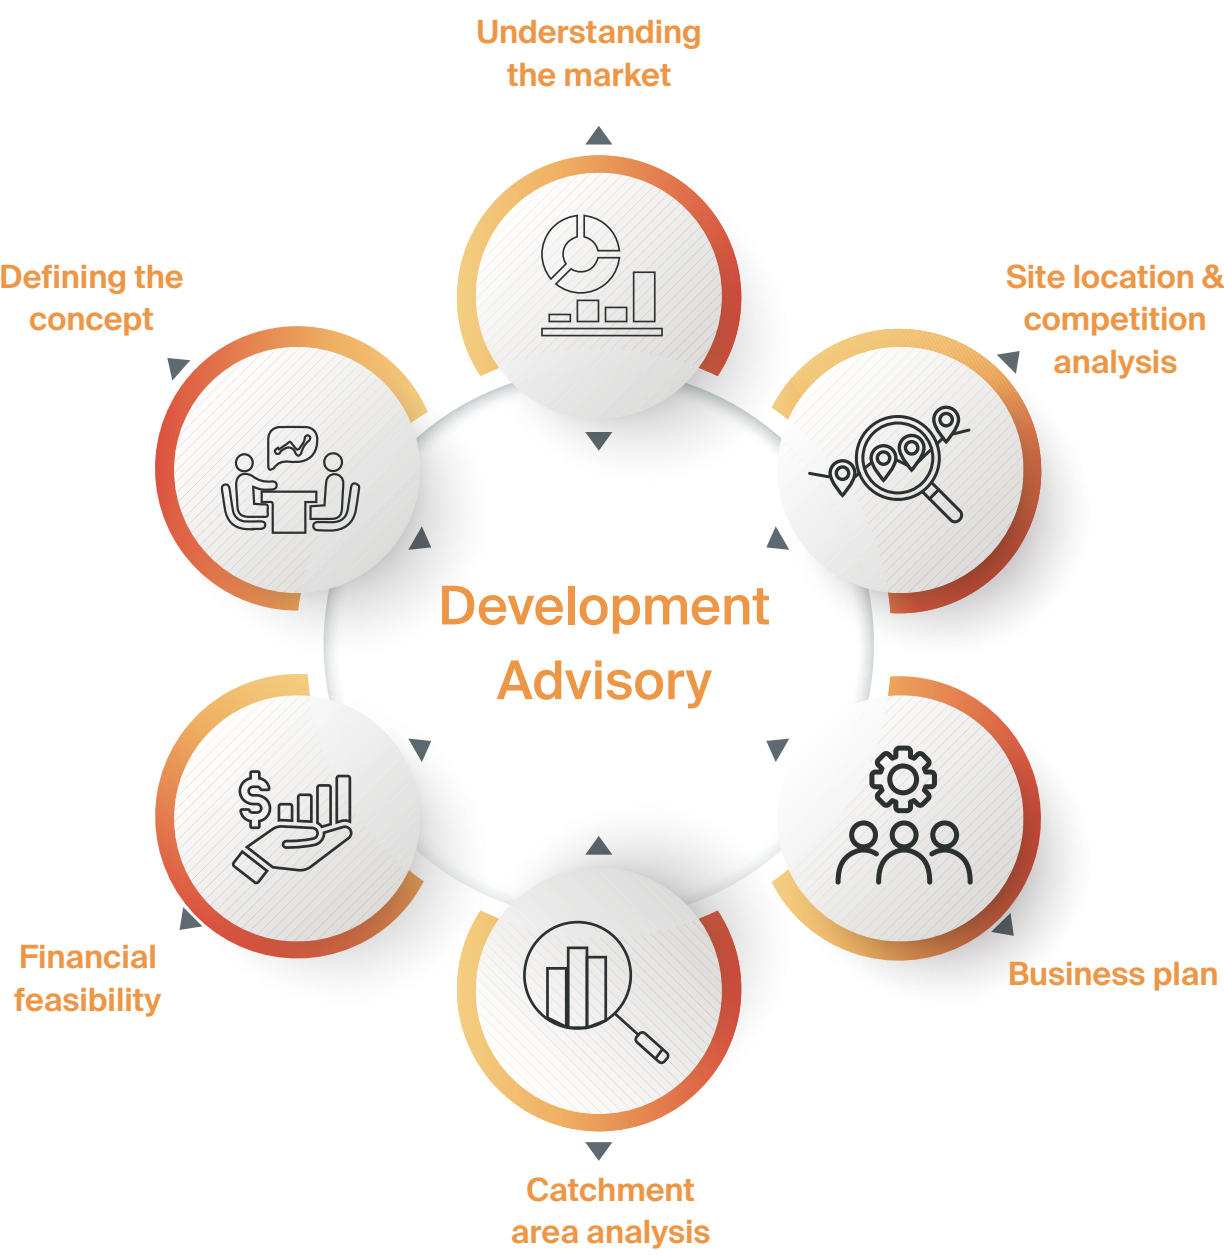 Understanding
the market
Defining the
concept
Site location &
competition
analysis
Development
Advisory
Financial
feasibility
Business plan
Catchment
area analysis